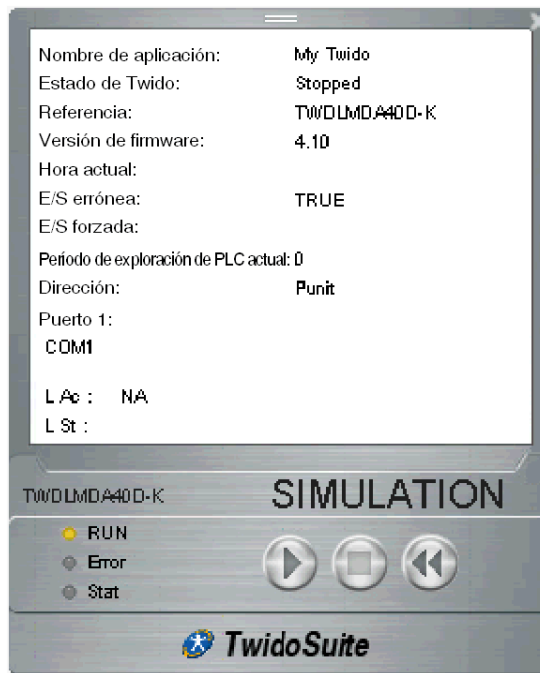 Nombre de aplicación: My Twido
Estado de Twido: Stopped
Referencia: TWDLMDA40D-K
Versión de firmware: 4.10
Hora actual:
E/S errónea: TRUE
E/S forzada:
Período de exploración de PLC actual: 0
Dirección: Punit
Puerto 1:
COM1
L Ac : NA
L St :
TWDLMDA40D-K SIMULATION
RUN
Error
Stat
TwidoSuite